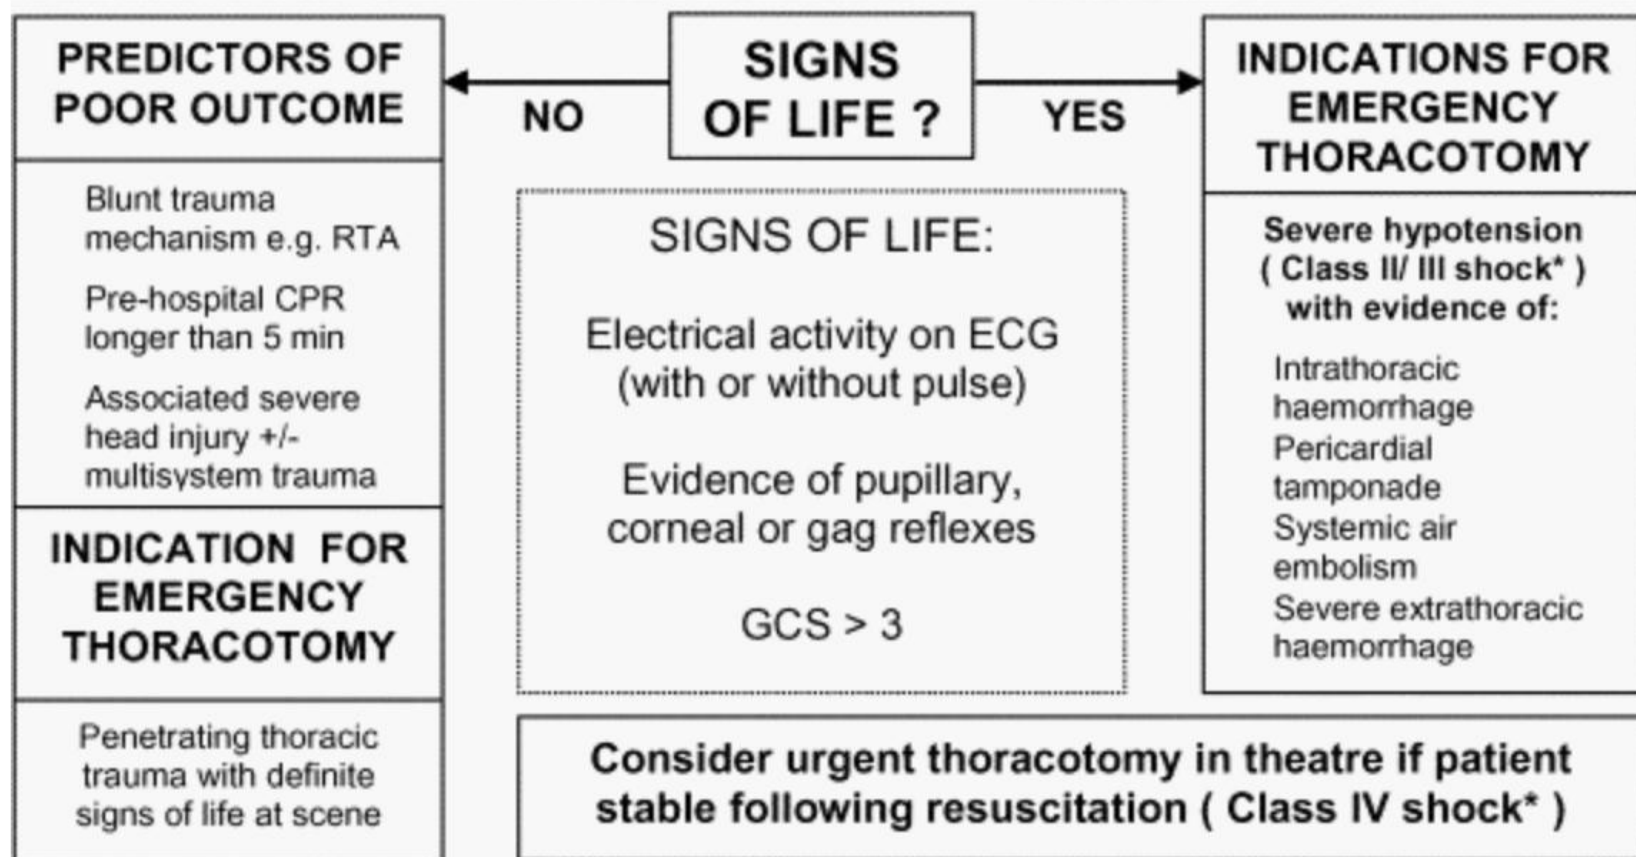 PREDICTORS OF
POOR OUTCOME
Blunt trauma
mechanism e.g. RTA
Pre-hospital CPR
longer than 5 min
Associated severe
head injury +/-
multisystem trauma
INDICATION FOR
EMERGENCY
THORACOTOMY
Penetrating thoracic
trauma with definite
signs of life at scene
NO
SIGNS
OF LIFE ?
YES
SIGNS OF LIFE:
Electrical activity on ECG
(with or without pulse)
Evidence of pupillary,
corneal or gag reflexes
GCS > 3
INDICATIONS FOR
EMERGENCY
THORACOTOMY
Severe hypotension
( Class II/ III shock* )
with evidence of:
Intrathoracic
haemorrhage
Pericardial
tamponade
Systemic air
embolism
Severe extrathoracic
haemorrhage
Consider urgent thoracotomy in theatre if patient
stable following resuscitation ( Class IV shock* )